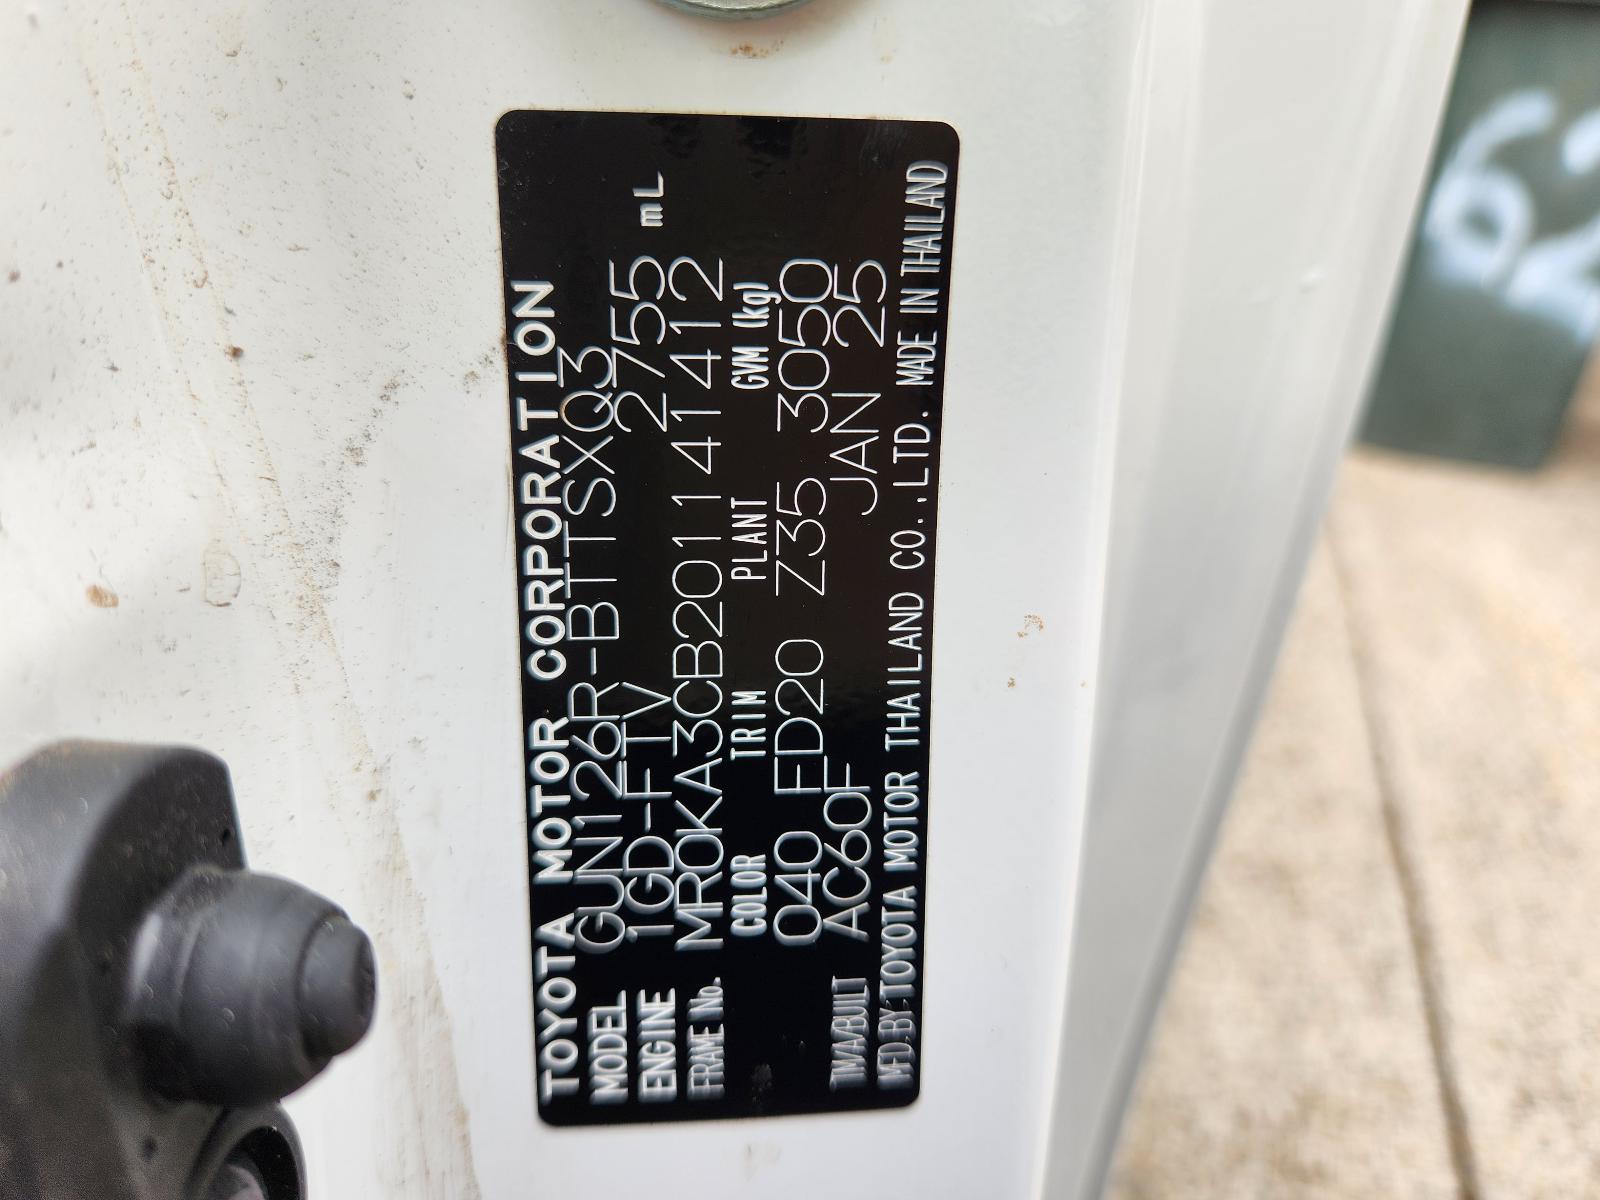 TOYOTA MOTOR CORPORATION
MODEL GUN126R-BTTSXQ3
ENGINE 1GD-FTV 2755 mL
FRAME No. MR0KA3CB201141412
COLOR TRIM PLANT GVM (kg)
040 FD20 Z35 3050
TM/A/BUILT AC60F JAN 25
MFD.BY:TOYOTA MOTOR THAILAND CO.,LTD. MADE IN THAILAND
62